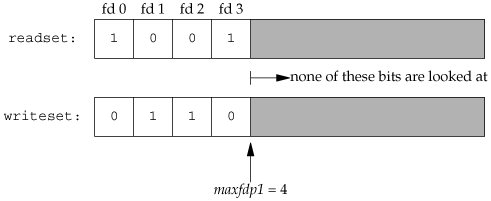 fd 0 fd 1 fd 2 fd 3
readset: 1 0 0 1
none of these bits are looked at
writeset: 0 1 1 0
maxfdp1 = 4